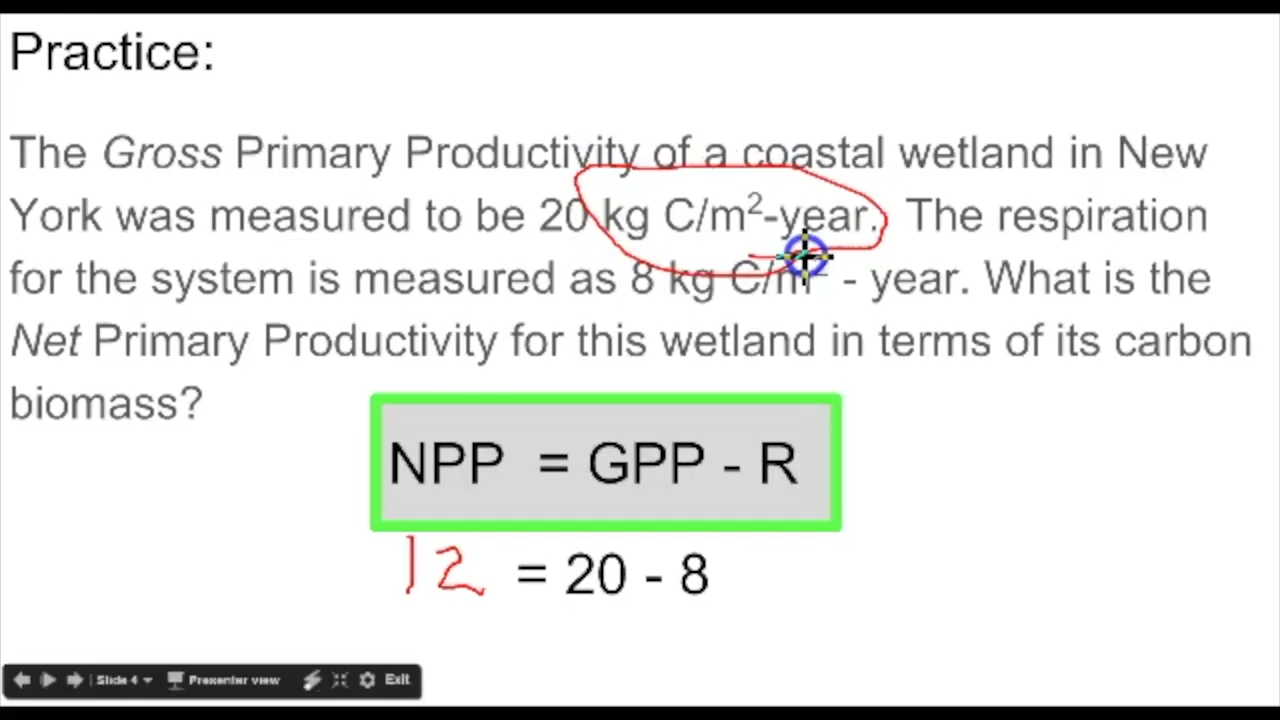 Practice:
The Gross Primary Productivity of a coastal wetland in New
York was measured to be 20 kg C/m²-year. The respiration
for the system is measured as 8 kg C/m² - year. What is the
Net Primary Productivity for this wetland in terms of its carbon
biomass?
NPP = GPP - R
12 = 20 - 8
Slide 4 Presenter view Exit